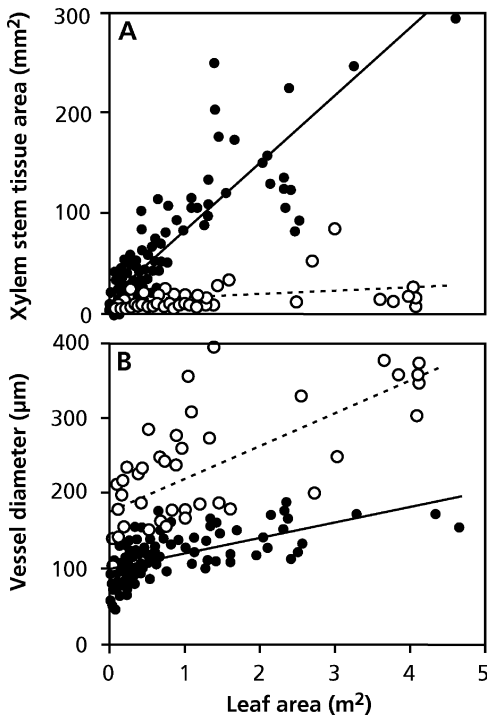 A
Xylem stem tissue area (mm²)
300
200
100
0
B
Vessel diameter (µm)
400
300
200
100
0
0 1 2 3 4 5
Leaf area (m²)